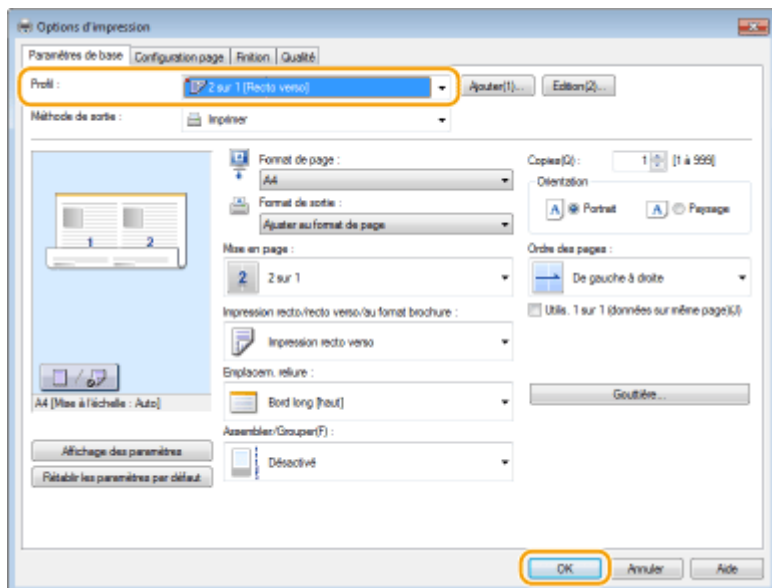 Options d'impression
Paramètres de base Configuration page Finition Qualité
Profil : 2 sur 1 [Recto verso] Ajouter(1)... Edition(2)...
Méthode de sortie : Imprimer
Format de page :
A4
Format de sortie :
Ajuster au format de page
Mise en page :
2 2 sur 1
Impression recto/recto verso/au format brochure :
Impression recto verso
Emplacem. reliure :
Bord long [haut]
Assembler/Grouper(F) :
Désactivé
Copies(Q) : 1 [1 à 999]
Orientation
A Portrait A Paysage
Ordre des pages :
De gauche à droite
Utilis. 1 sur 1 (données sur même page)(J)
Gouttière...
1 2
A4 [Mise à l'échelle : Auto]
Affichage des paramètres
Rétablir les paramètres par défaut
OK Annuler Aide